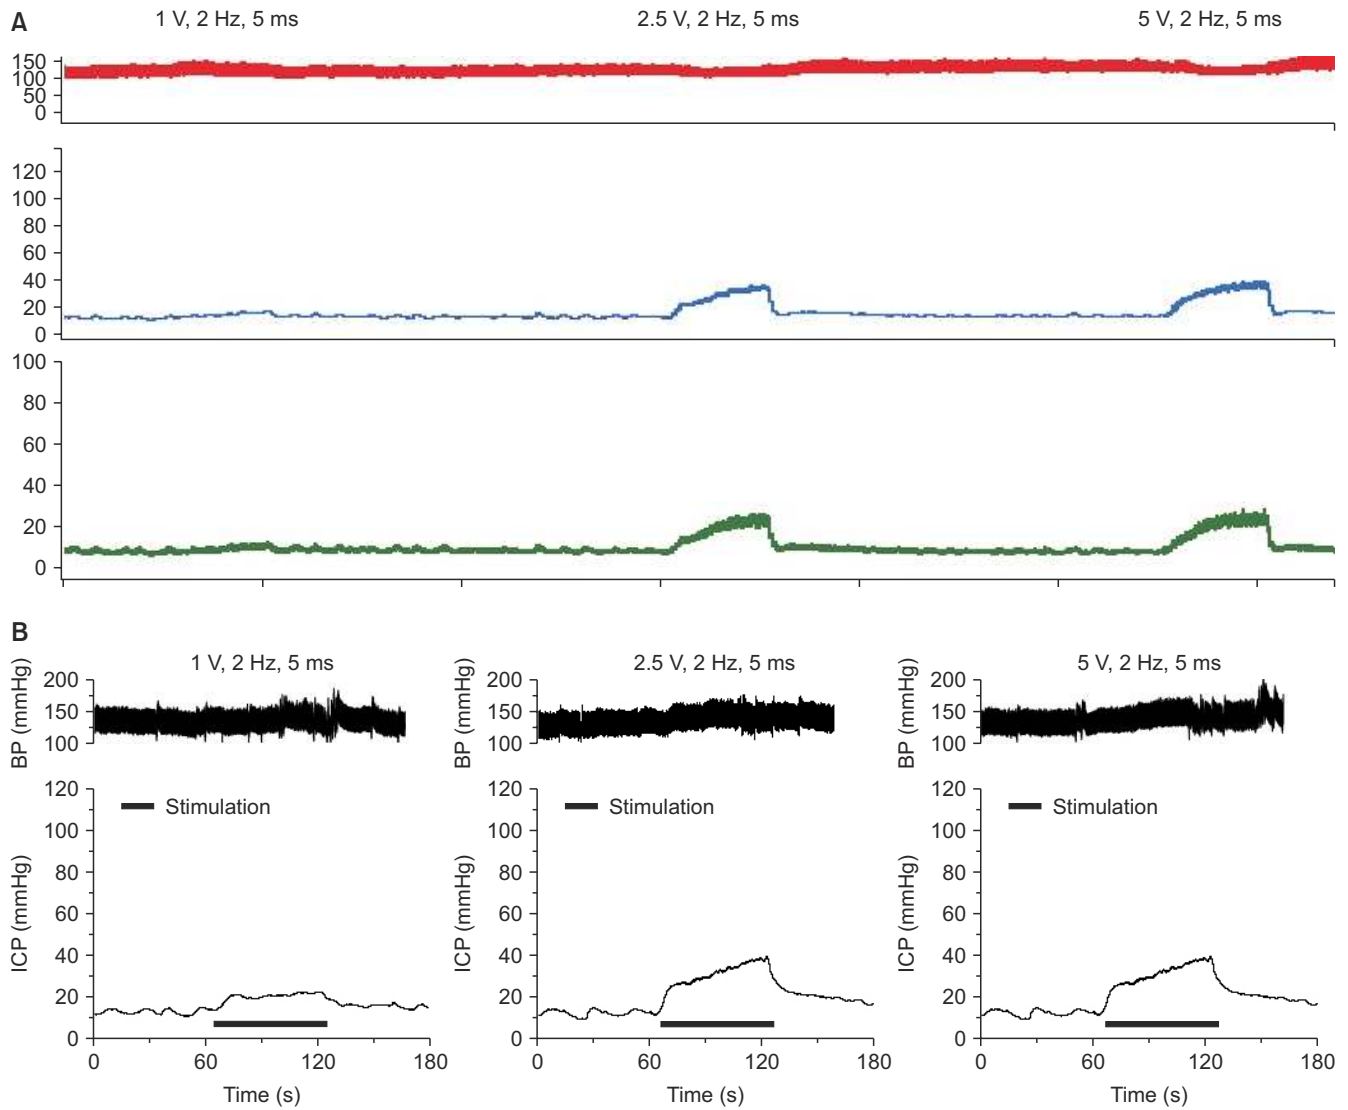 A
1 V, 2 Hz, 5 ms 2.5 V, 2 Hz, 5 ms 5 V, 2 Hz, 5 ms
150
100
50
0
120
100
80
60
40
20
0
100
80
60
40
20
0
B
1 V, 2 Hz, 5 ms
BP (mmHg)
200
150
100
ICP (mmHg)
120
100
80
60
40
20
0
Stimulation
0 60 120 180
Time (s)
2.5 V, 2 Hz, 5 ms
BP (mmHg)
200
150
100
ICP (mmHg)
120
100
80
60
40
20
0
Stimulation
0 60 120 180
Time (s)
5 V, 2 Hz, 5 ms
BP (mmHg)
200
150
100
ICP (mmHg)
120
100
80
60
40
20
0
Stimulation
0 60 120 180
Time (s)